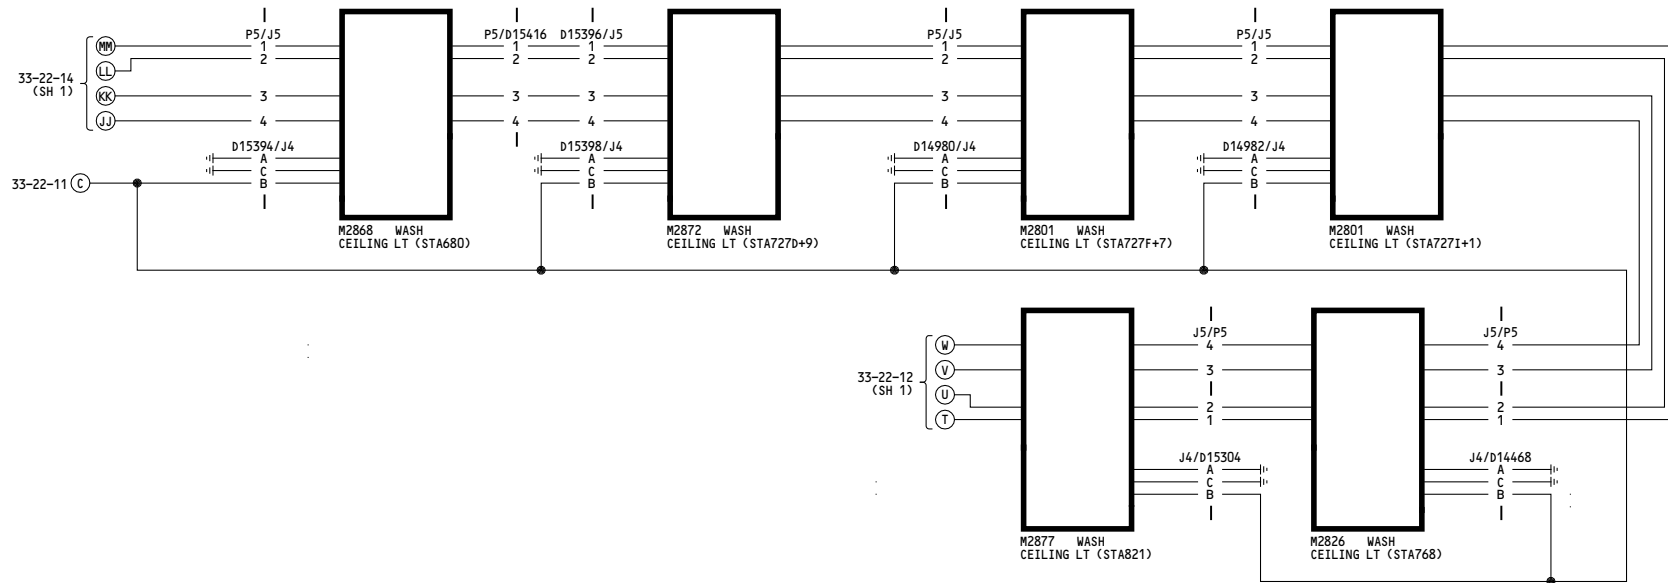 P5/J5
P5/D15416 D15396/J5
P5/J5
P5/J5
MM 1 1 1 1 1
2 2 2 2 2
33-22-14
(SH 1)
LL
KK 3 3 3 3 3
JJ 4 4 4 4 4
D15394/J4
D15398/J4
D14980/J4
D14982/J4
A A A A
C C C C
33-22-11 C B B B B
M2868 WASH
CEILING LT (STA680)
M2872 WASH
CEILING LT (STA727D+9)
M2801 WASH
CEILING LT (STA727F+7)
M2801 WASH
CEILING LT (STA727I+1)
J5/P5
J5/P5
W 4 4
V 3 3
33-22-12
(SH 1)
U 2 2
T 1 1
J4/D15304
J4/D14468
A A
C C
B B
M2877 WASH
CEILING LT (STA821)
M2826 WASH
CEILING LT (STA768)